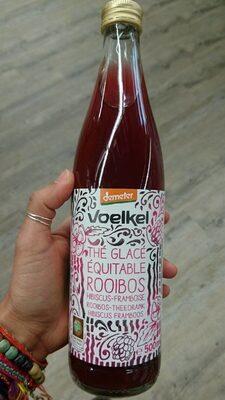 demeter
Voelkel
THÉ GLACÉ
ÉQUITABLE
ROOIBOS
HIBISCUS-FRAMBOISE
ROOIBOS-THEEDRANK
HIBISCUS FRAMBOOS